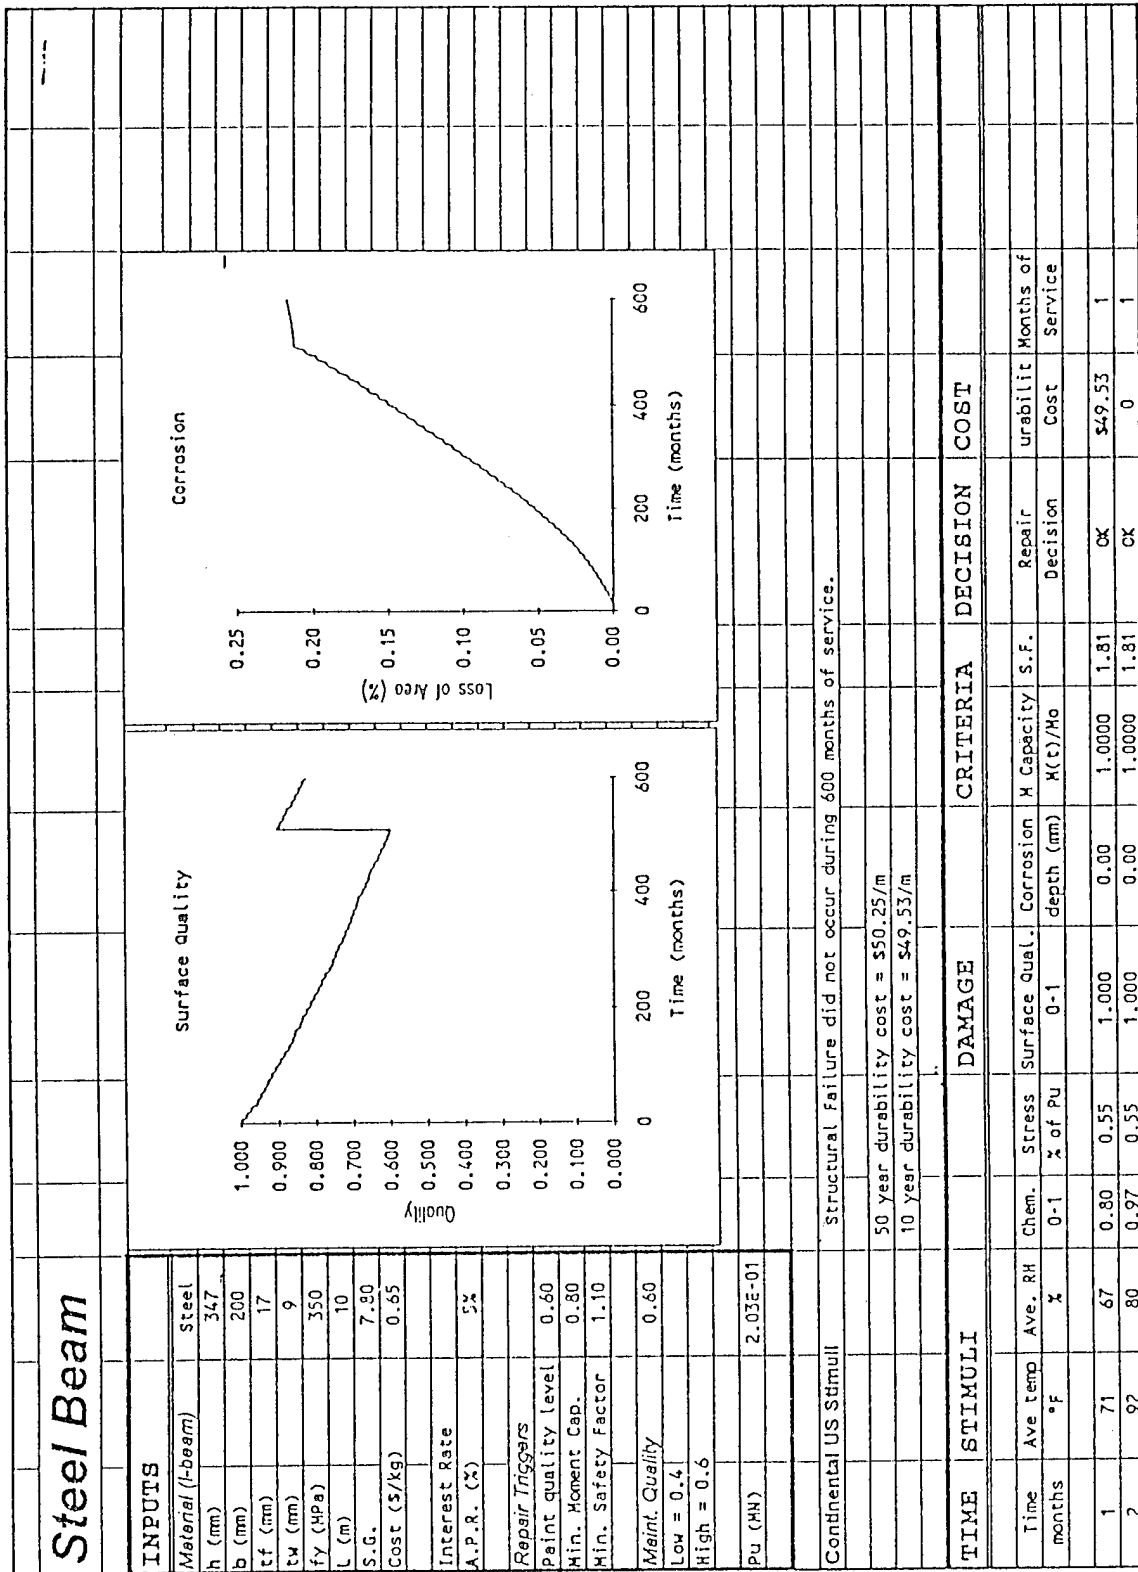 Steel Beam
INPUTS
Material (I-beam) Steel
h (mm) 347
b (mm) 200
tf (mm) 17
tw (mm) 9
fy (MPa) 350
L (m) 10
S.G. 7.80
Cost ($/kg) 0.65
Interest Rate
A.P.R. (%) 5%
Repair Triggers
Paint quality level 0.60
Min. Moment Cap. 0.80
Min. Safety Factor 1.10
Maint. Quality 0.60
Low = 0.4
High = 0.6
Pu (MN) 2.03E-01
Surface Quality
Quality
1.000
0.900
0.800
0.700
0.600
0.500
0.400
0.300
0.200
0.100
0.000
0 200 400 600
Time (months)
Corrosion
Loss of Area (%)
0.25
0.20
0.15
0.10
0.05
0.00
0 200 400 600
Time (months)
Continental US Stimuli Structural Failure did not occur during 600 months of service.
50 year durability cost = $50.25/m
10 year durability cost = $49.53/m
TIME STIMULI DAMAGE CRITERIA DECISION COST
Time Ave temp Ave. RH Chem. Stress Surface Qual. Corrosion M Capacity S.F. Repair urabilit Months of
months °F % 0-1 % of Pu 0-1 depth (mm) M(t)/Mo Decision Cost Service
1 71 67 0.80 0.55 1.000 0.00 1.0000 1.81 OK $49.53 1
2 92 80 0.97 0.55 1.000 0.00 1.0000 1.81 OK 0 1